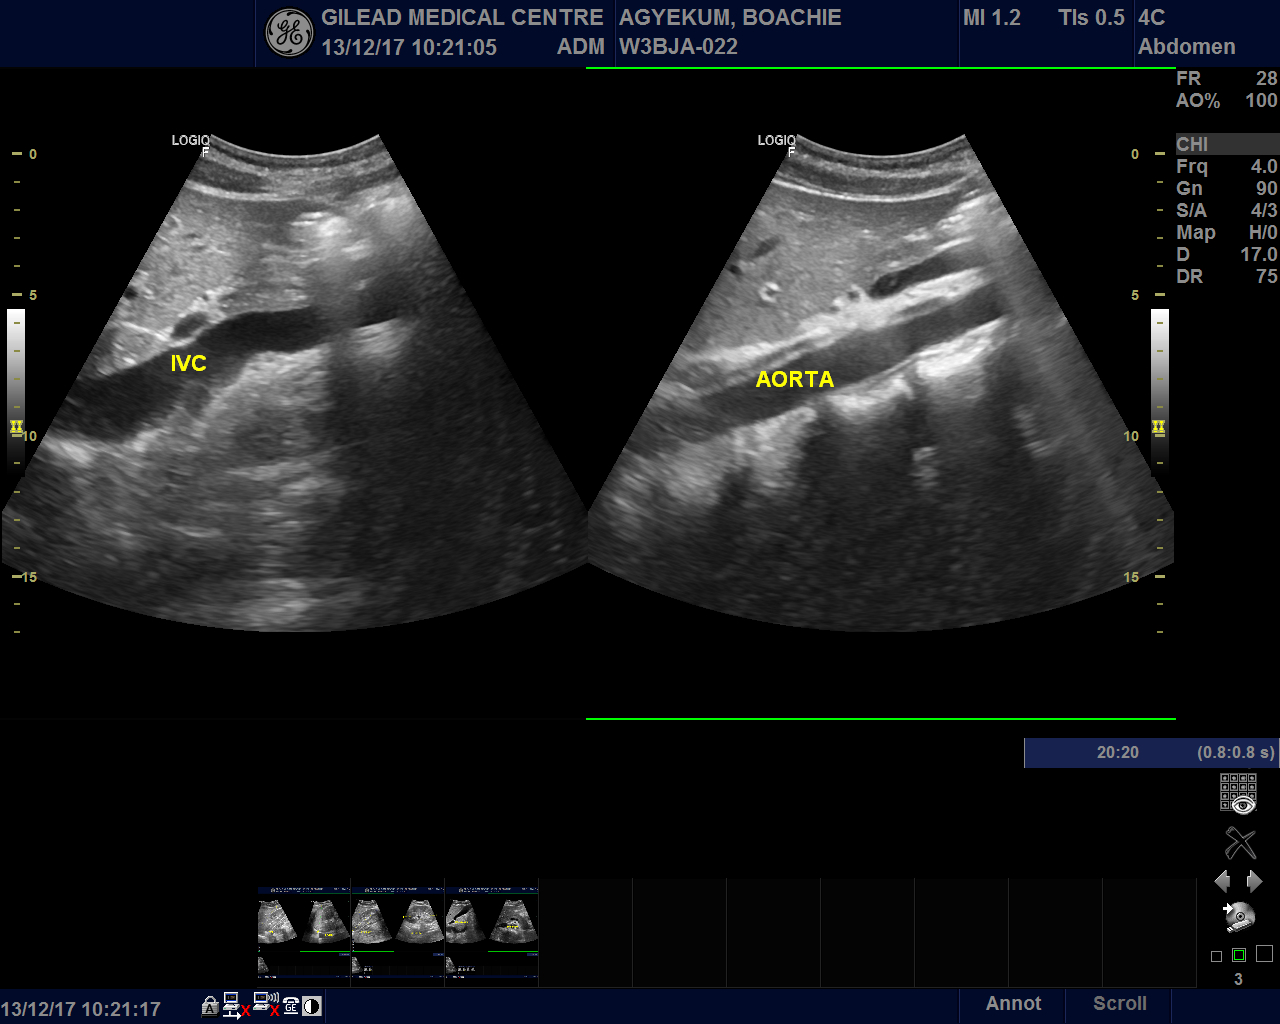 GILEAD MEDICAL CENTRE
13/12/17 10:21:05 ADM
AGYEKUM, BOACHIE
W3BJA-022
MI 1.2 TIs 0.5
4C
Abdomen
FR 28
AO% 100
CHI
Frq 4.0
Gn 90
S/A 4/3
Map H/0
D 17.0
DR 75
LOGIQ
F
0
5
10
15
IVC
LOGIQ
F
0
5
10
15
AORTA
20:20 (0.8:0.8 s)
3
13/12/17 10:21:17
A
GE
Annot
Scroll